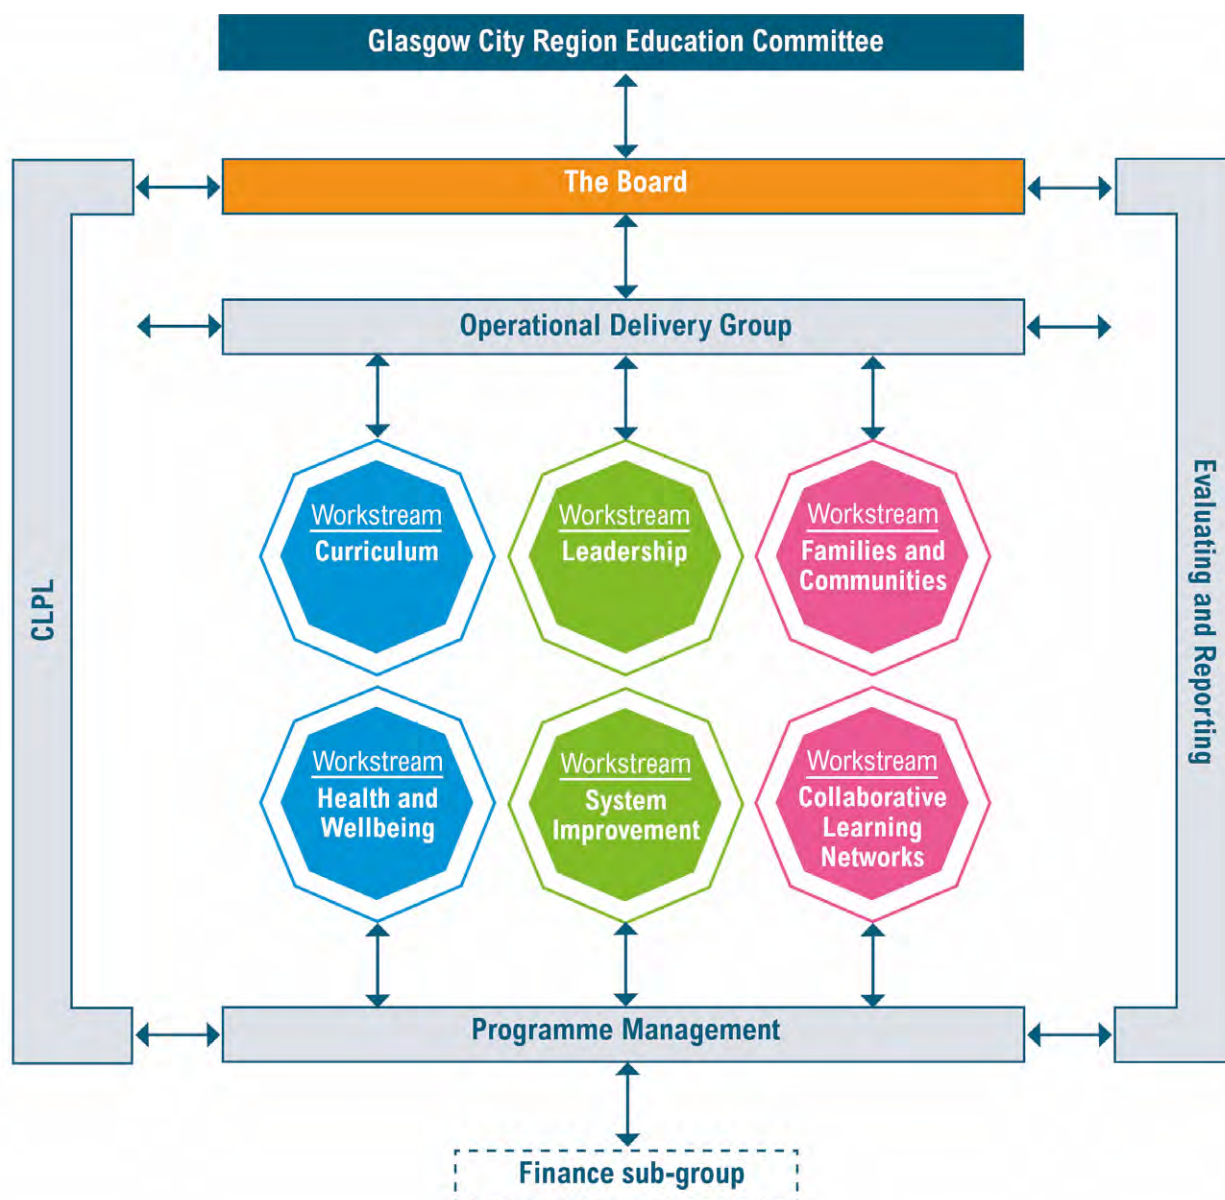 Glasgow City Region Education Committee
The Board
Operational Delivery Group
CLPL
Evaluating and Reporting
Workstream
Curriculum
Workstream
Leadership
Workstream
Families and
Communities
Workstream
Health and
Wellbeing
Workstream
System
Improvement
Workstream
Collaborative
Learning
Networks
Programme Management
Finance sub-group